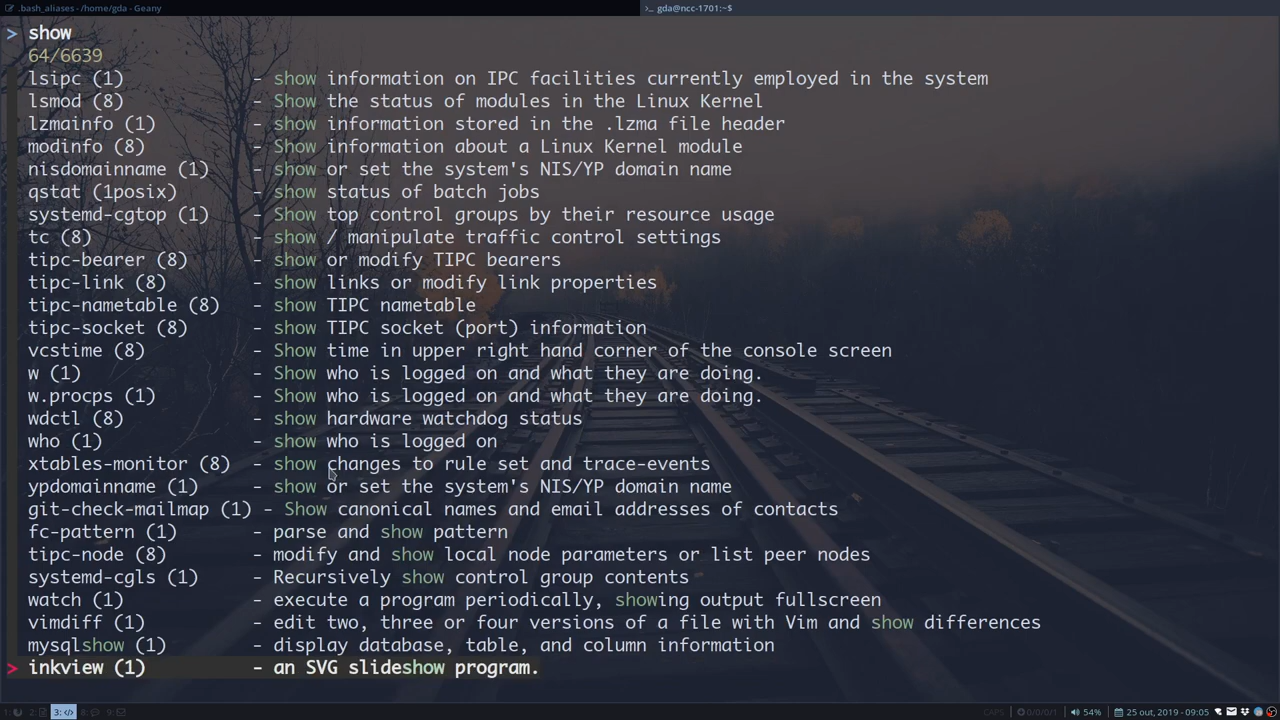 .bash_aliases - /home/gda - Geany
gda@ncc-1701:~$
> show
64/6639
lsipc (1) - show information on IPC facilities currently employed in the system
lsmod (8) - Show the status of modules in the Linux Kernel
lzmainfo (1) - show information stored in the .lzma file header
modinfo (8) - Show information about a Linux Kernel module
nisdomainname (1) - show or set the system's NIS/YP domain name
qstat (1posix) - show status of batch jobs
systemd-cgtop (1) - Show top control groups by their resource usage
tc (8) - show / manipulate traffic control settings
tipc-bearer (8) - show or modify TIPC bearers
tipc-link (8) - show links or modify link properties
tipc-nametable (8) - show TIPC nametable
tipc-socket (8) - show TIPC socket (port) information
vcstime (8) - Show time in upper right hand corner of the console screen
w (1) - Show who is logged on and what they are doing.
w.procps (1) - Show who is logged on and what they are doing.
wdctl (8) - show hardware watchdog status
who (1) - show who is logged on
xtables-monitor (8) - show changes to rule set and trace-events
ypdomainname (1) - show or set the system's NIS/YP domain name
git-check-mailmap (1) - Show canonical names and email addresses of contacts
fc-pattern (1) - parse and show pattern
tipc-node (8) - modify and show local node parameters or list peer nodes
systemd-cgls (1) - Recursively show control group contents
watch (1) - execute a program periodically, showing output fullscreen
vimdiff (1) - edit two, three or four versions of a file with Vim and show differences
mysqlshow (1) - display database, table, and column information
> inkview (1) - an SVG slideshow program.
1: 2: 3: 8: 9: CAPS 0/0/0/1 54% 25 out, 2019 - 09:05